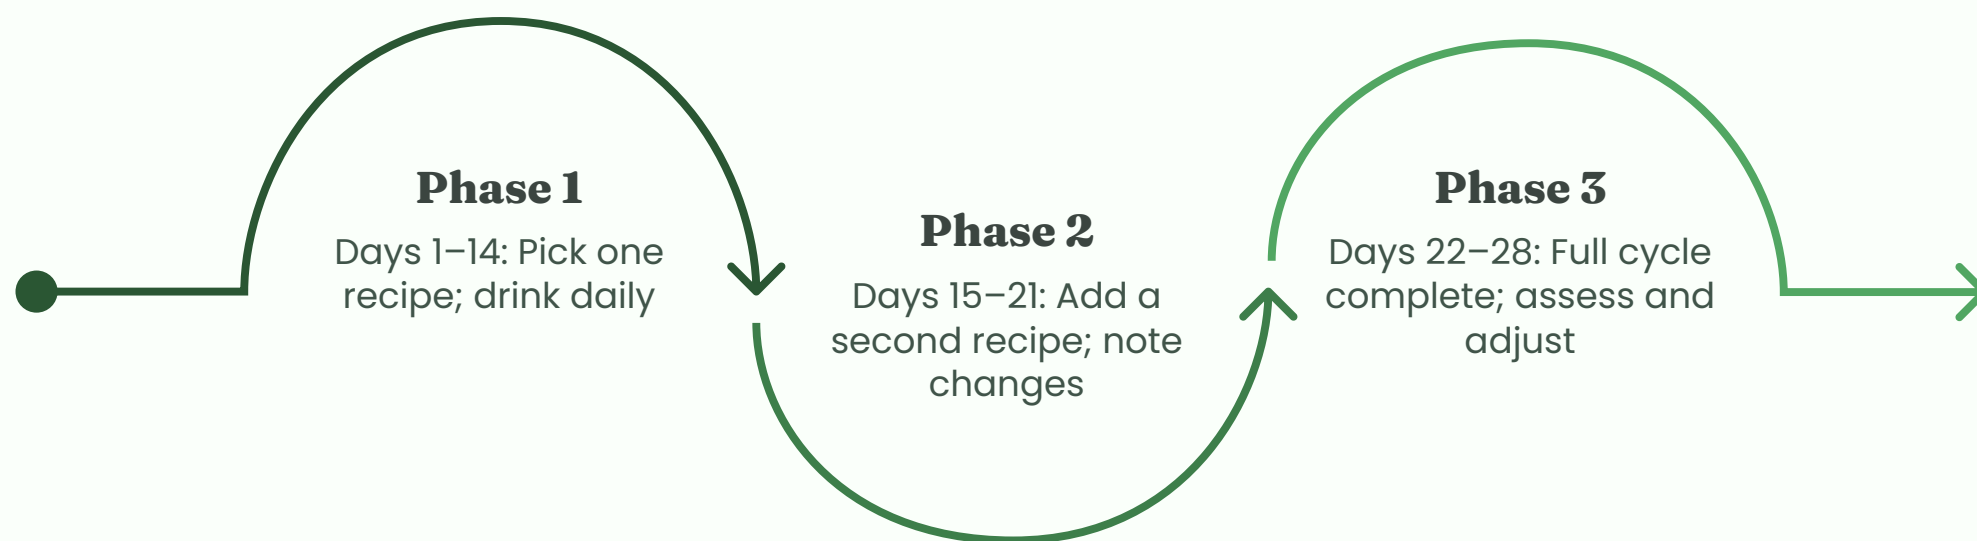 Phase 1
Days 1–14: Pick one
recipe; drink daily
Phase 2
Days 15–21: Add a
second recipe; note
changes
Phase 3
Days 22–28: Full cycle
complete; assess and
adjust